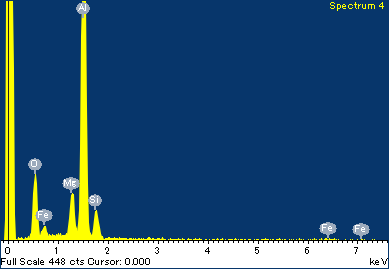 Spectrum 4
Al
O
Mg
Si
Fe
Fe
Fe
0 1 2 3 4 5 6 7
Full Scale 448 cts Cursor: 0.000 keV